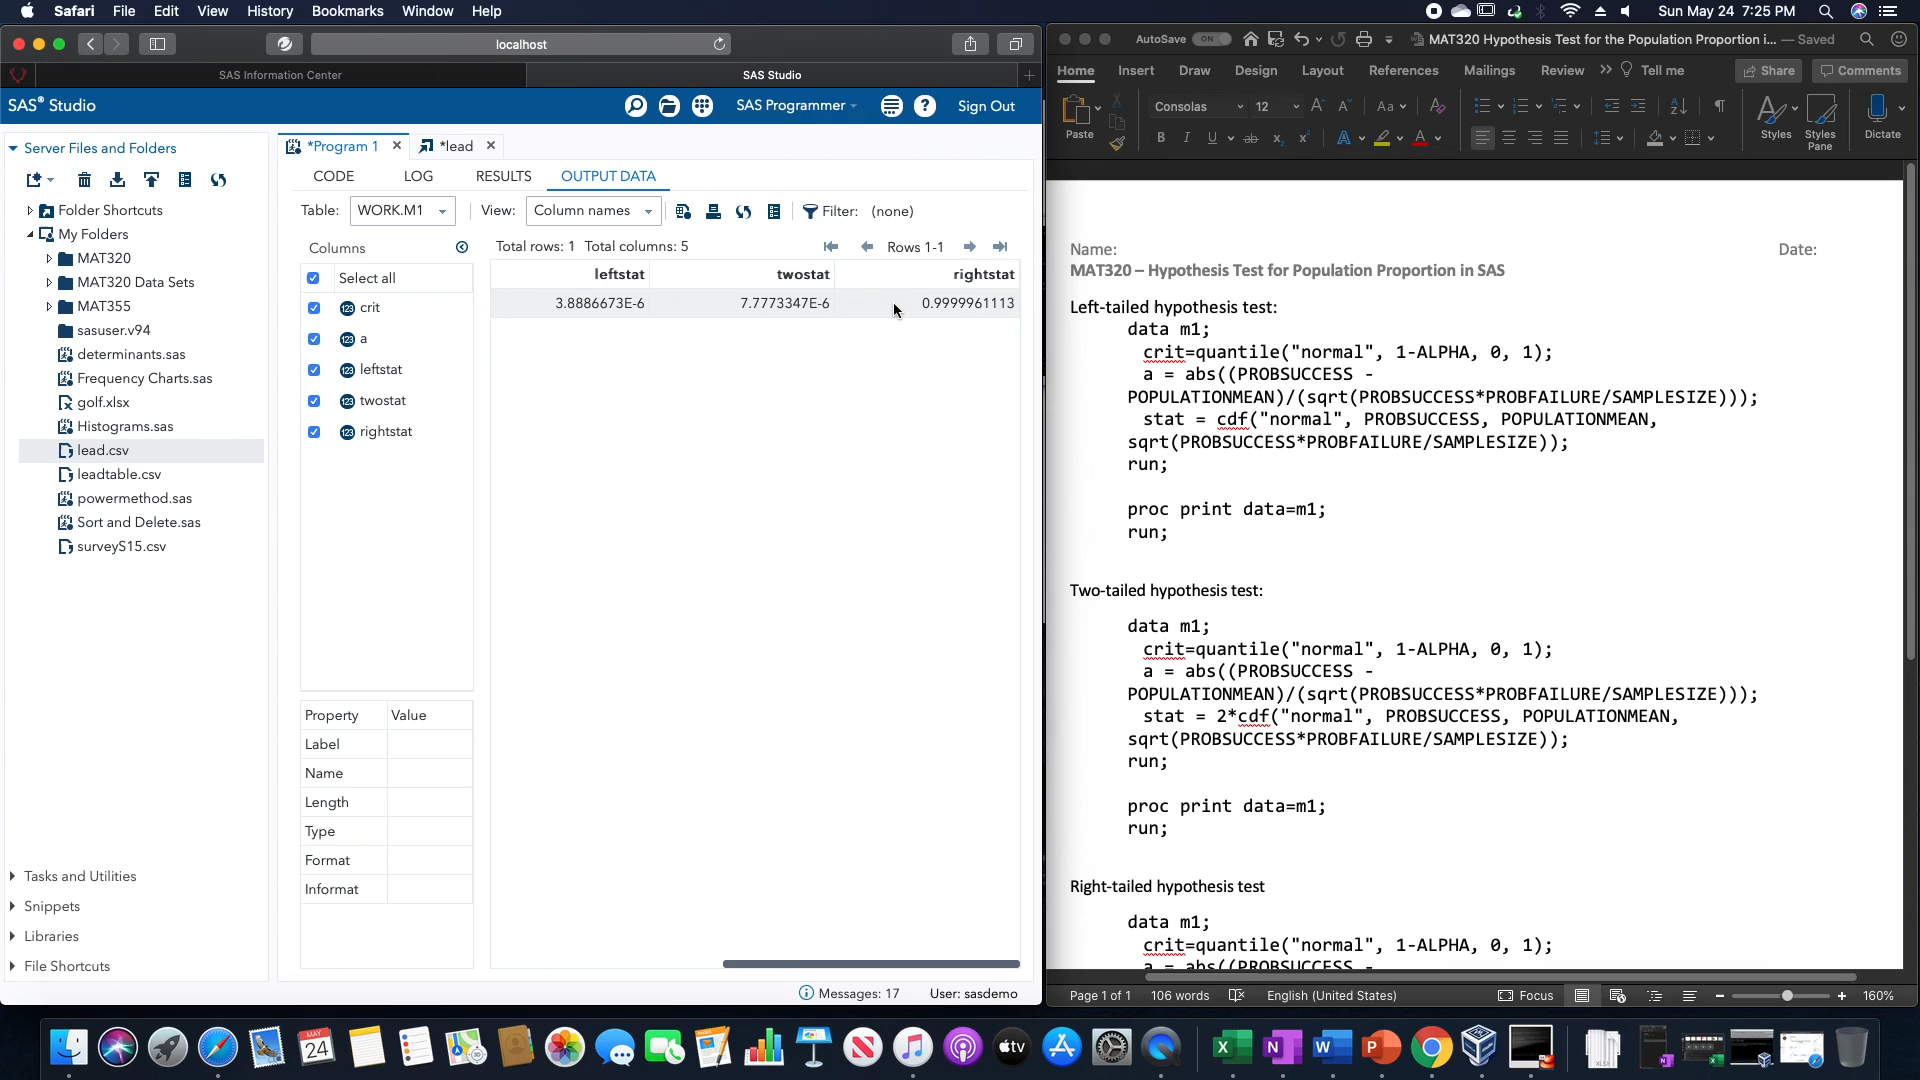 Safari File Edit View History Bookmarks Window Help
Sun May 24 7:25 PM
localhost
SAS Information Center
SAS Studio
SAS® Studio
SAS Programmer
Sign Out
Server Files and Folders
Folder Shortcuts
My Folders
MAT320
MAT320 Data Sets
MAT355
sasuser.v94
determinants.sas
Frequency Charts.sas
golf.xlsx
Histograms.sas
lead.csv
leadtable.csv
powermethod.sas
Sort and Delete.sas
surveyS15.csv
Tasks and Utilities
Snippets
Libraries
File Shortcuts
*Program 1
*lead
CODE LOG RESULTS OUTPUT DATA
Table: WORK.M1 View: Column names Filter: (none)
Columns
Total rows: 1 Total columns: 5
Rows 1-1
Select all
crit
a
leftstat
twostat
rightstat
leftstat twostat rightstat
3.8886673E-6 7.7773347E-6 0.9999961113
Property Value
Label
Name
Length
Type
Format
Informat
Messages: 17 User: sasdemo
AutoSave ON
MAT320 Hypothesis Test for the Population Proportion i... — Saved
Home Insert Draw Design Layout References Mailings Review Tell me
Share Comments
Paste
Consolas 12
Styles
Styles Pane
Dictate
Name: Date:
MAT320 – Hypothesis Test for Population Proportion in SAS
Left-tailed hypothesis test:
data m1;
crit=quantile("normal", 1-ALPHA, 0, 1);
a = abs((PROBSUCCESS -
POPULATIONMEAN)/(sqrt(PROBSUCCESS*PROBFAILURE/SAMPLESIZE)));
stat = cdf("normal", PROBSUCCESS, POPULATIONMEAN,
sqrt(PROBSUCCESS*PROBFAILURE/SAMPLESIZE));
run;
proc print data=m1;
run;
Two-tailed hypothesis test:
data m1;
crit=quantile("normal", 1-ALPHA, 0, 1);
a = abs((PROBSUCCESS -
POPULATIONMEAN)/(sqrt(PROBSUCCESS*PROBFAILURE/SAMPLESIZE)));
stat = 2*cdf("normal", PROBSUCCESS, POPULATIONMEAN,
sqrt(PROBSUCCESS*PROBFAILURE/SAMPLESIZE));
run;
proc print data=m1;
run;
Right-tailed hypothesis test
data m1;
crit=quantile("normal", 1-ALPHA, 0, 1);
a = abs((PROBSUCCESS -
Page 1 of 1 106 words English (United States) Focus 160%